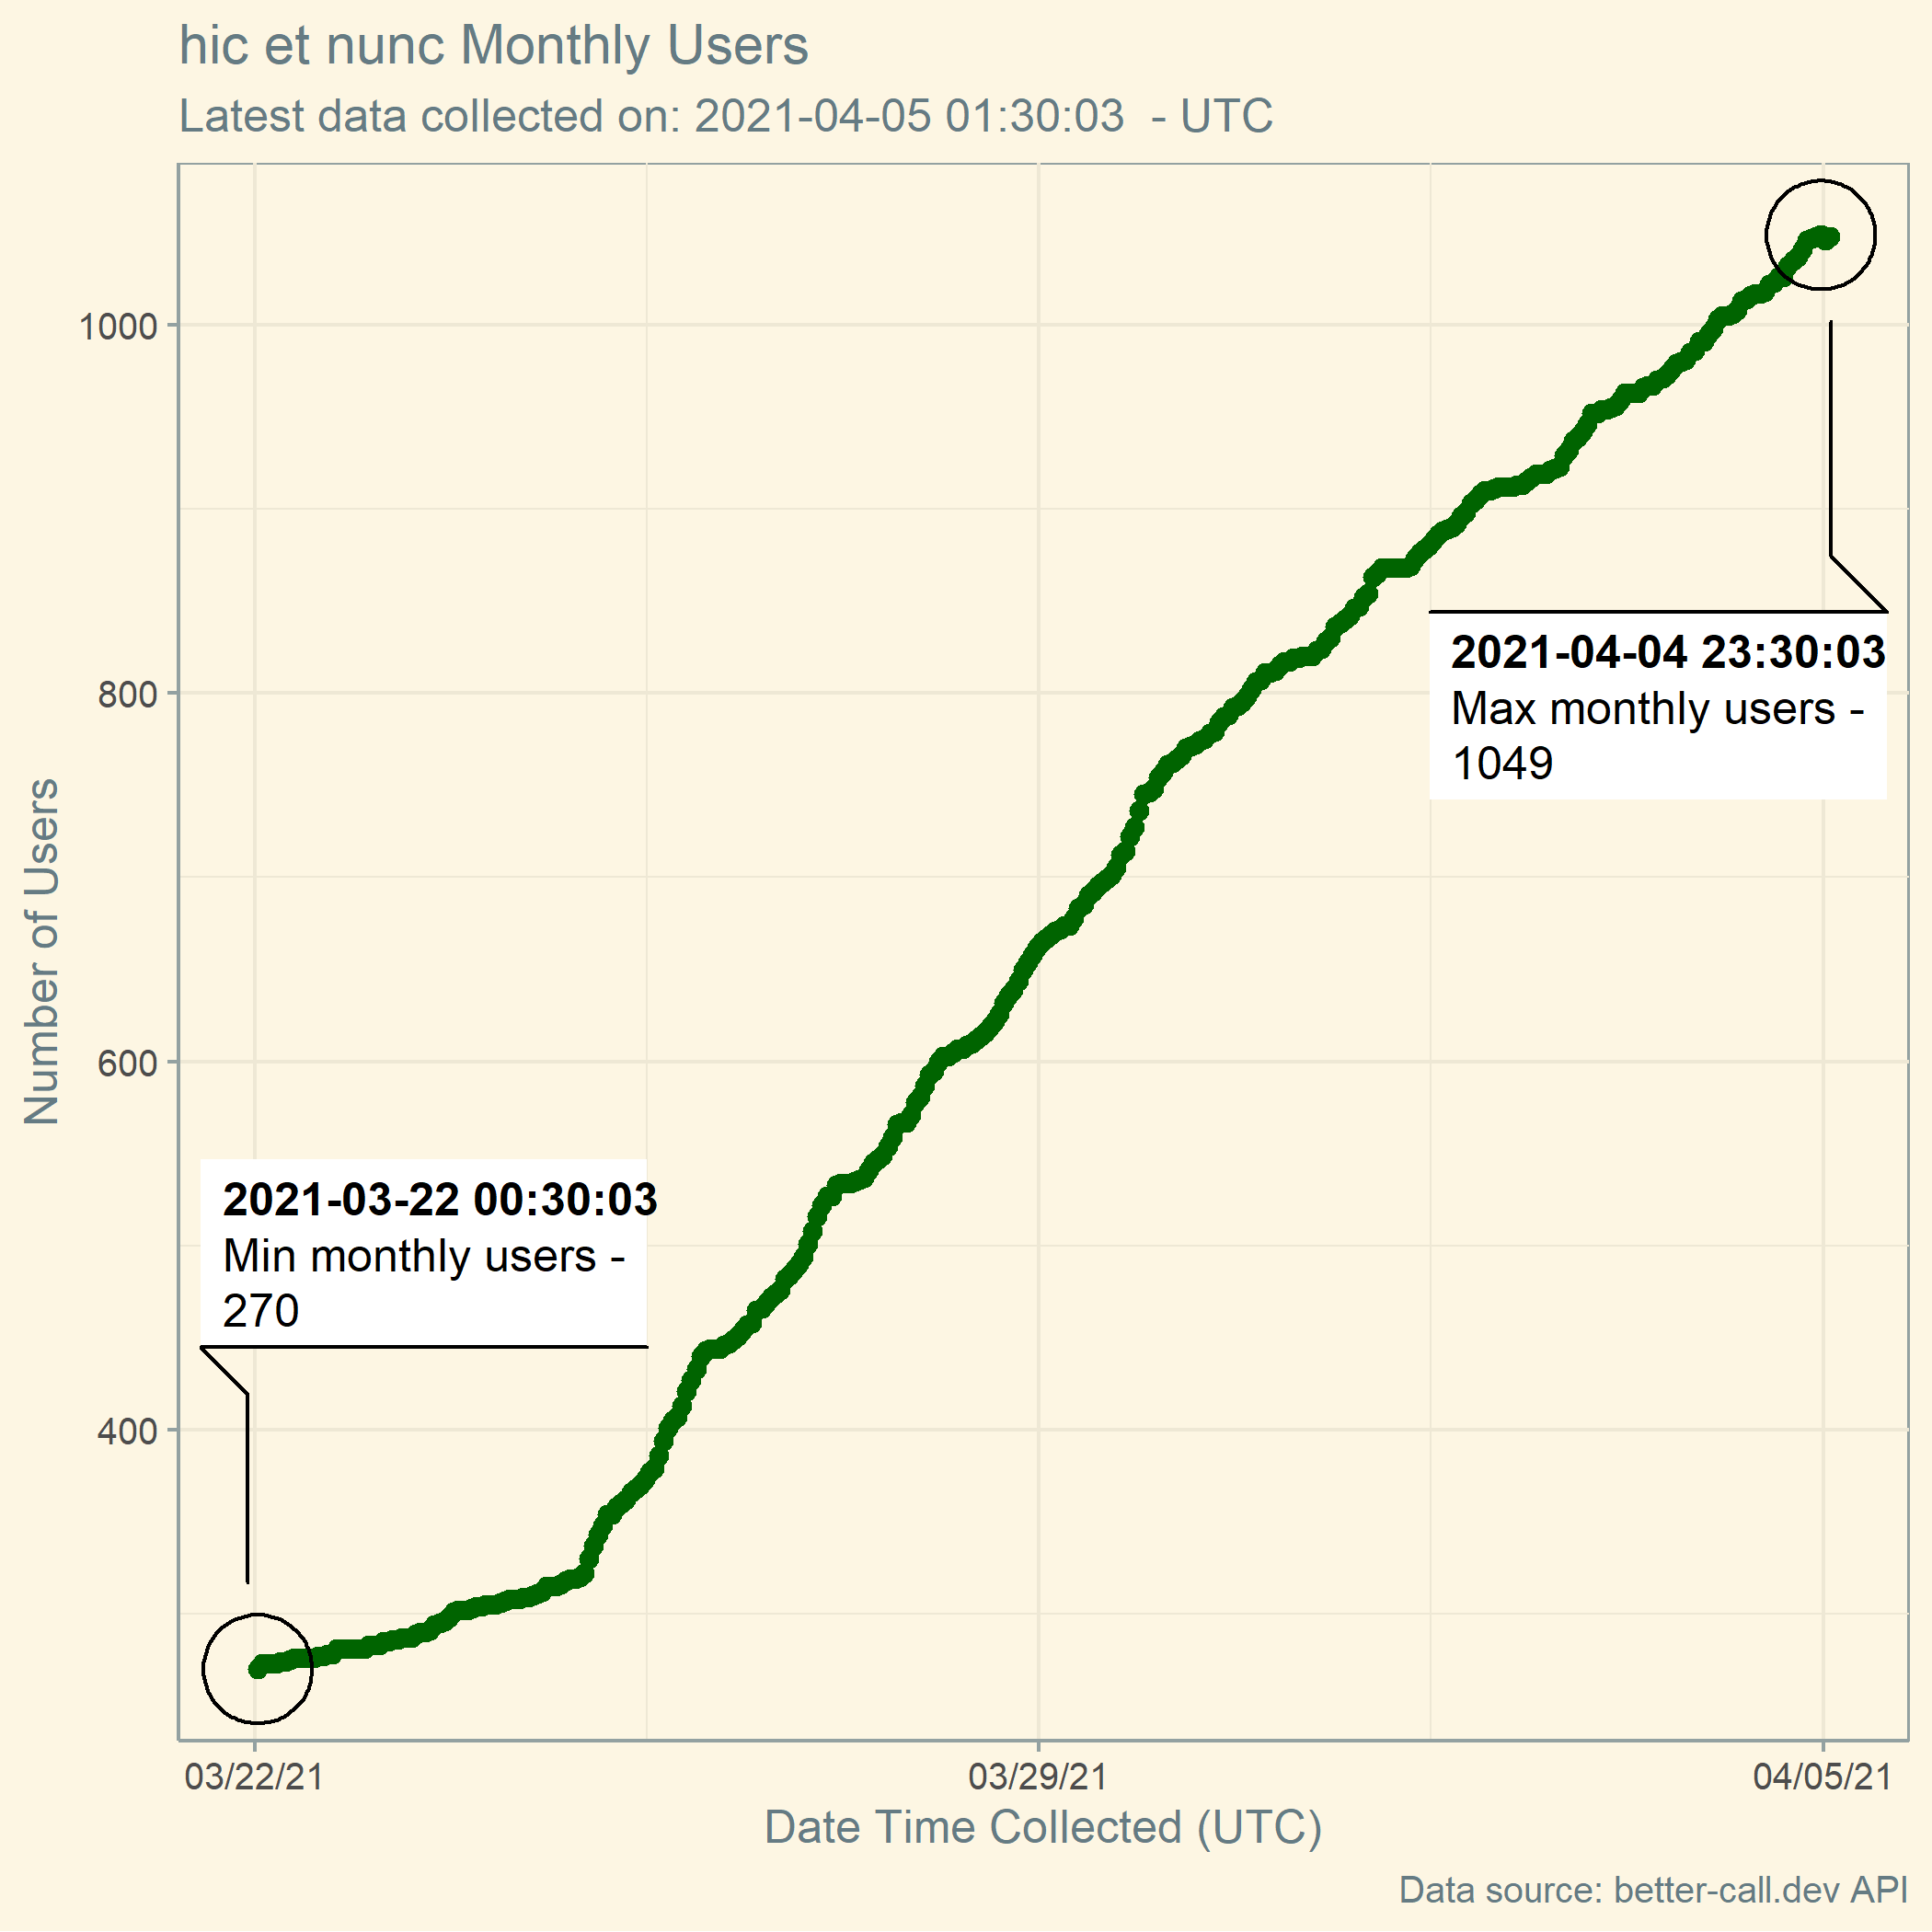 hic et nunc Monthly Users
Latest data collected on: 2021-04-05 01:30:03  - UTC
1000
800
600
400
Number of Users
2021-04-04 23:30:03
Max monthly users -
1049
2021-03-22 00:30:03
Min monthly users -
270
03/22/21
03/29/21
04/05/21
Date Time Collected (UTC)
Data source: better-call.dev API